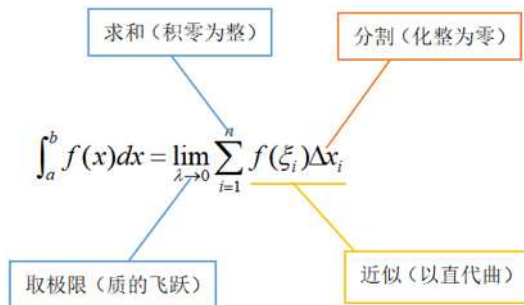 求和（积零为整）
分割（化整为零）
∫_a^b f(x)dx = lim_{λ→0} ∑_{i=1}^n f(ξ_i)Δx_i
取极限（质的飞跃）
近似（以直代曲）